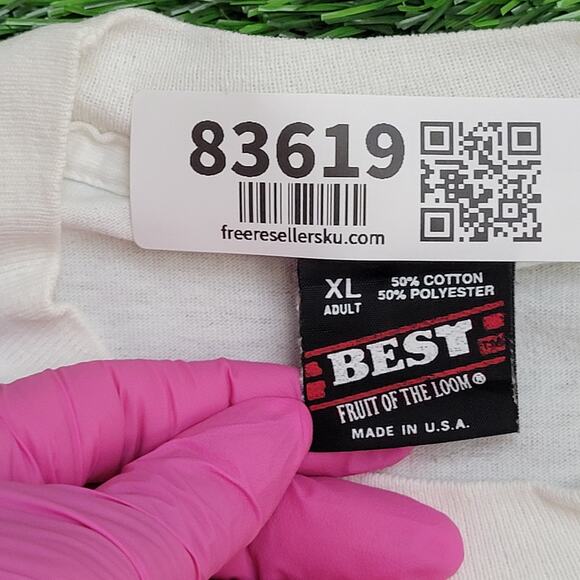 83619
freeresellersku.com
XL
ADULT
50% COTTON
50% POLYESTER
BEST
FRUIT OF THE LOOM®
MADE IN U.S.A.